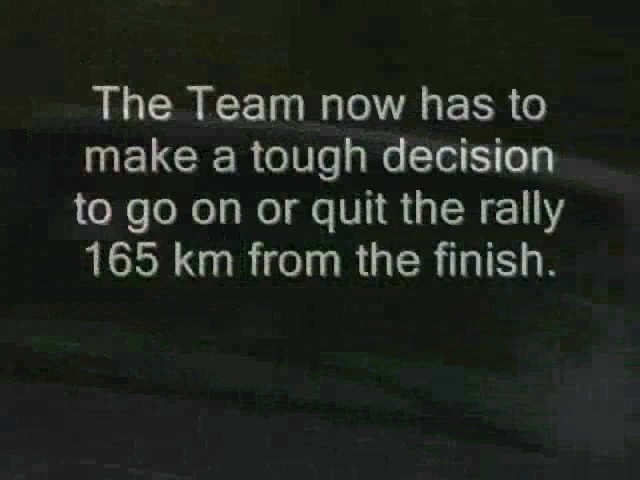 The Team now has to
make a tough decision
to go on or quit the rally
165 km from the finish.